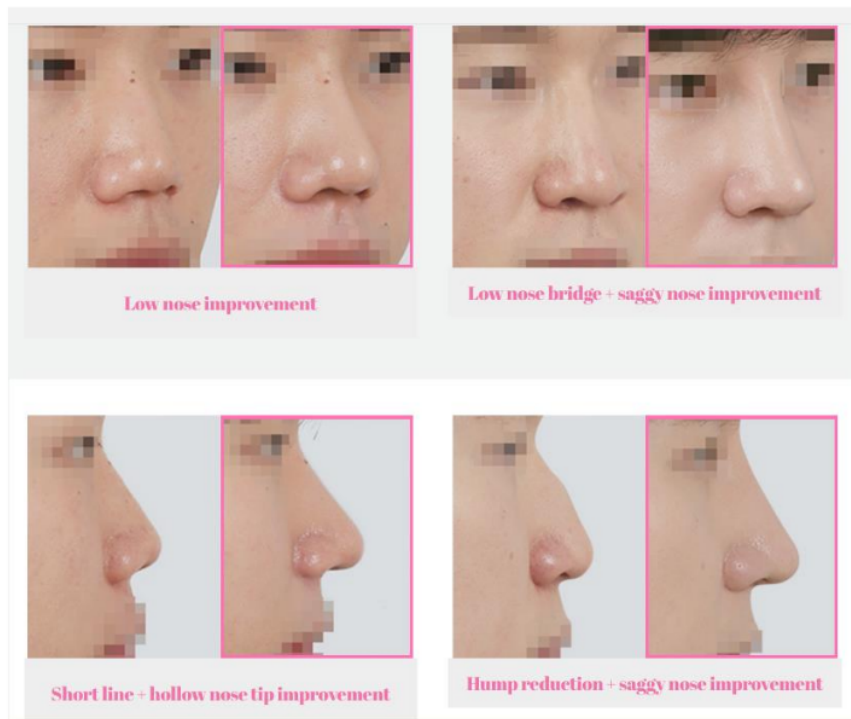 Low nose improvement
Low nose bridge + saggy nose improvement
Short line + hollow nose tip improvement
Hump reduction + saggy nose improvement